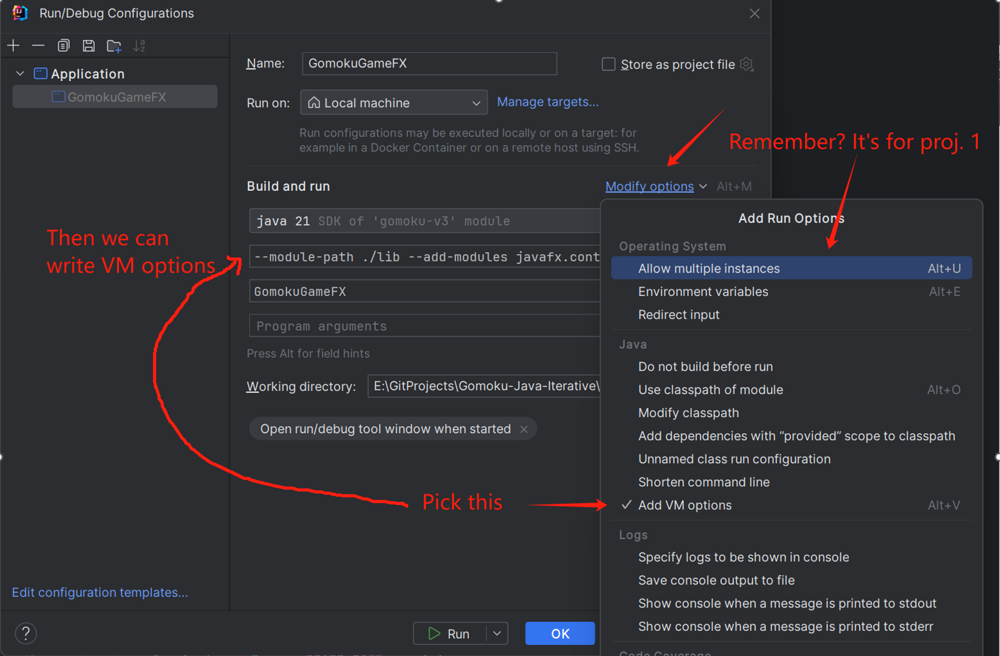 Run/Debug Configurations
Application
GomokuGameFX
Name:
GomokuGameFX
Store as project file
Run on:
Local machine
Manage targets...
Run configurations may be executed locally or on a target: for
example in a Docker Container or on a remote host using SSH.
Remember? It's for proj. 1
Build and run
Modify options
Alt+M
java 21 SDK of 'gomoku-v3' module
Then we can
write VM options
--module-path ./lib --add-modules javafx.cont
GomokuGameFX
Program arguments
Press Alt for field hints
Working directory:
E:\GitProjects\Gomoku-Java-Iterative\
Open run/debug tool window when started
Pick this
Add Run Options
Operating System
Allow multiple instances Alt+U
Environment variables Alt+E
Redirect input
Java
Do not build before run
Use classpath of module Alt+O
Modify classpath
Add dependencies with “provided” scope to classpath
Unnamed class run configuration
Shorten command line
Add VM options Alt+V
Logs
Specify logs to be shown in console
Save console output to file
Show console when a message is printed to stdout
Show console when a message is printed to stderr
Code Coverage
Edit configuration templates...
?
Run
OK